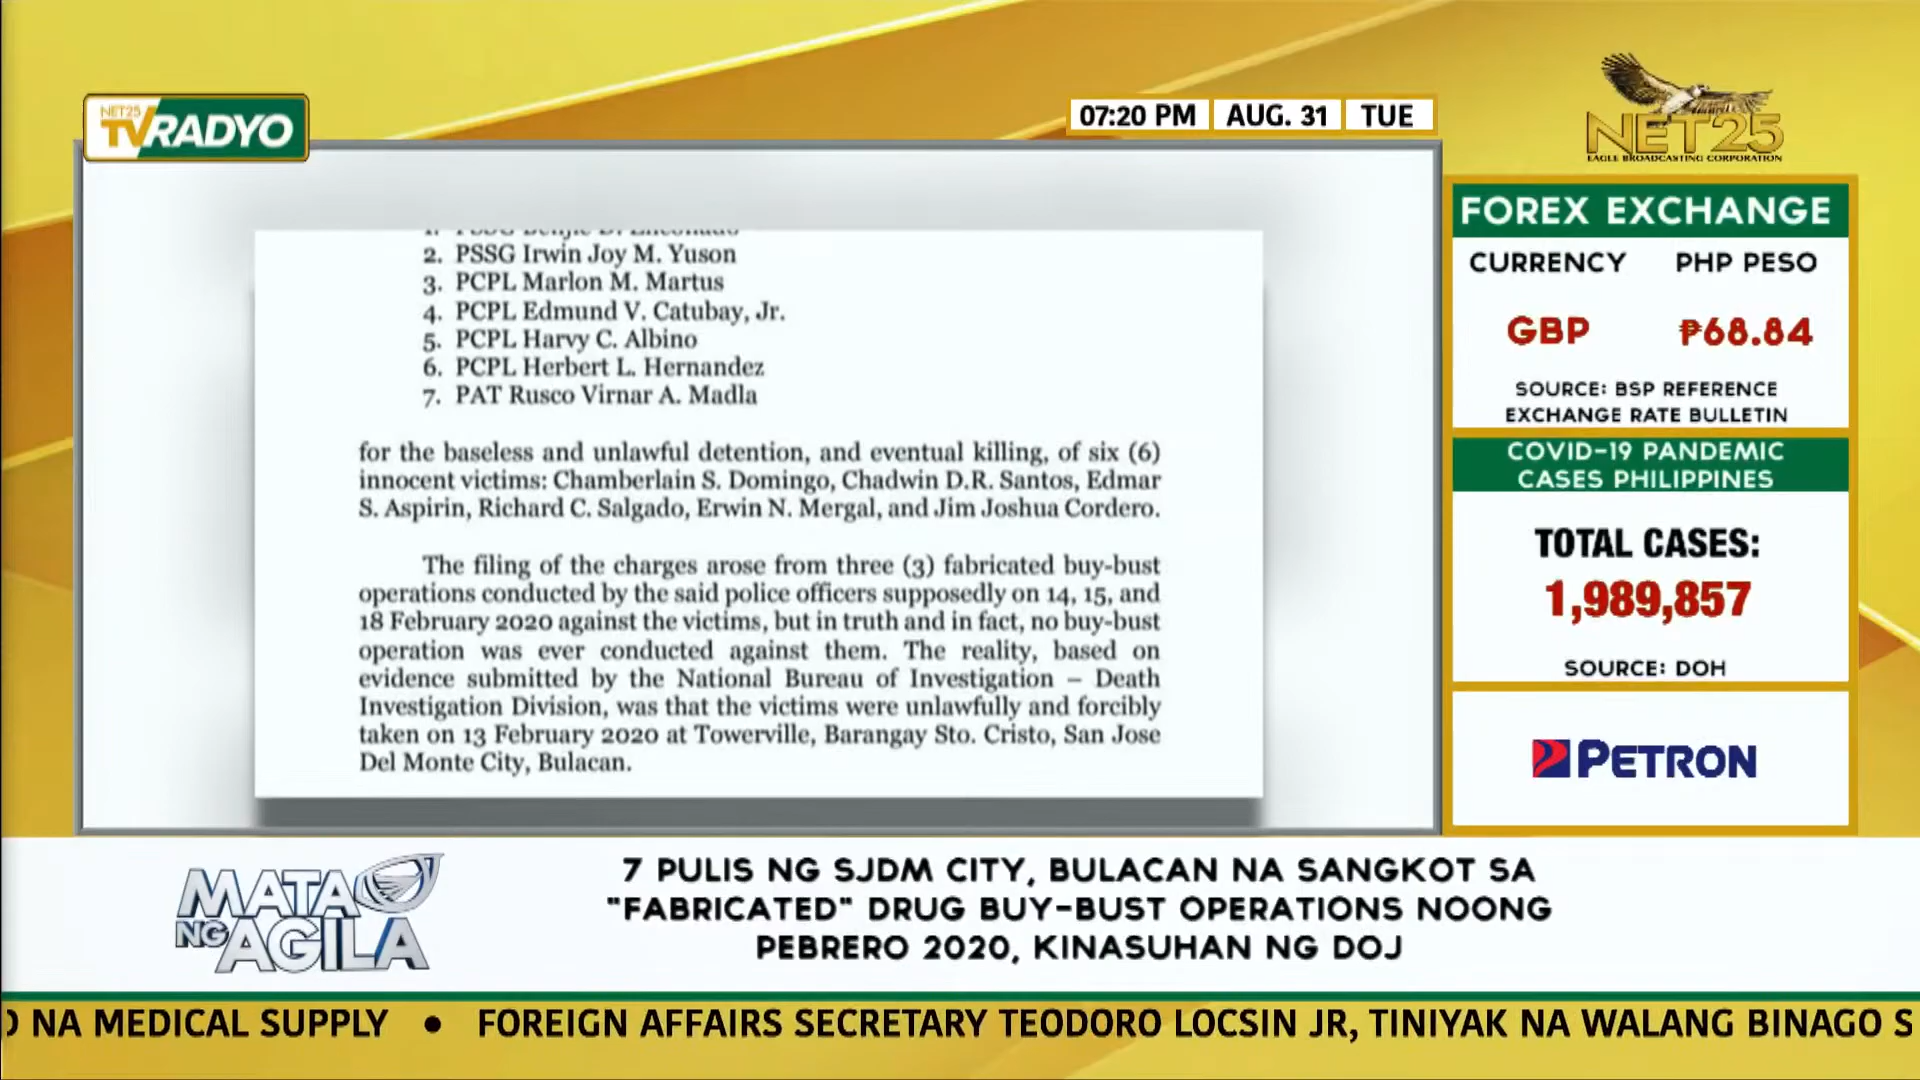 NET25
TVRADYO
07:20 PM AUG. 31 TUE
NET25
EAGLE BROADCASTING CORPORATION
2. PSSG Irwin Joy M. Yuson
3. PCPL Marlon M. Martus
4. PCPL Edmund V. Catubay, Jr.
5. PCPL Harvy C. Albino
6. PCPL Herbert L. Hernandez
7. PAT Rusco Virnar A. Madla
for the baseless and unlawful detention, and eventual killing, of six (6)
innocent victims: Chamberlain S. Domingo, Chadwin D.R. Santos, Edmar
S. Aspirin, Richard C. Salgado, Erwin N. Mergal, and Jim Joshua Cordero.
The filing of the charges arose from three (3) fabricated buy-bust
operations conducted by the said police officers supposedly on 14, 15, and
18 February 2020 against the victims, but in truth and in fact, no buy-bust
operation was ever conducted against them. The reality, based on
evidence submitted by the National Bureau of Investigation – Death
Investigation Division, was that the victims were unlawfully and forcibly
taken on 13 February 2020 at Towerville, Barangay Sto. Cristo, San Jose
Del Monte City, Bulacan.
FOREX EXCHANGE
CURRENCY PHP PESO
GBP ₱68.84
SOURCE: BSP REFERENCE
EXCHANGE RATE BULLETIN
COVID-19 PANDEMIC
CASES PHILIPPINES
TOTAL CASES:
1,989,857
SOURCE: DOH
PETRON
MATA
NG AGILA
7 PULIS NG SJDM CITY, BULACAN NA SANGKOT SA
"FABRICATED" DRUG BUY-BUST OPERATIONS NOONG
PEBRERO 2020, KINASUHAN NG DOJ
NA MEDICAL SUPPLY • FOREIGN AFFAIRS SECRETARY TEODORO LOCSIN JR, TINIYAK NA WALANG BINAGO S